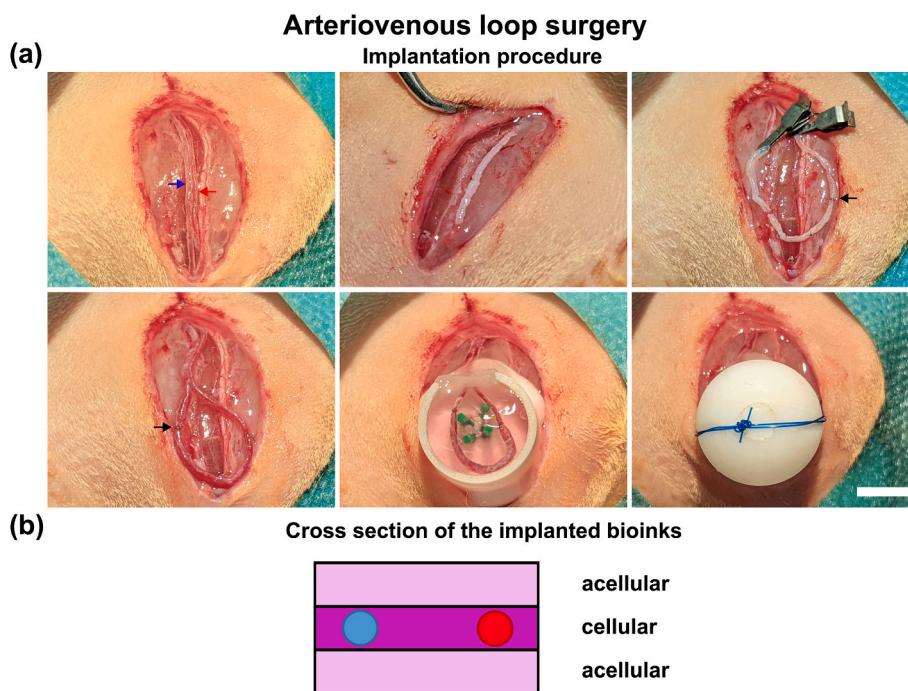 Arteriovenous loop surgery
(a)
Implantation procedure
(b)
Cross section of the implanted bioinks
acellular
cellular
acellular